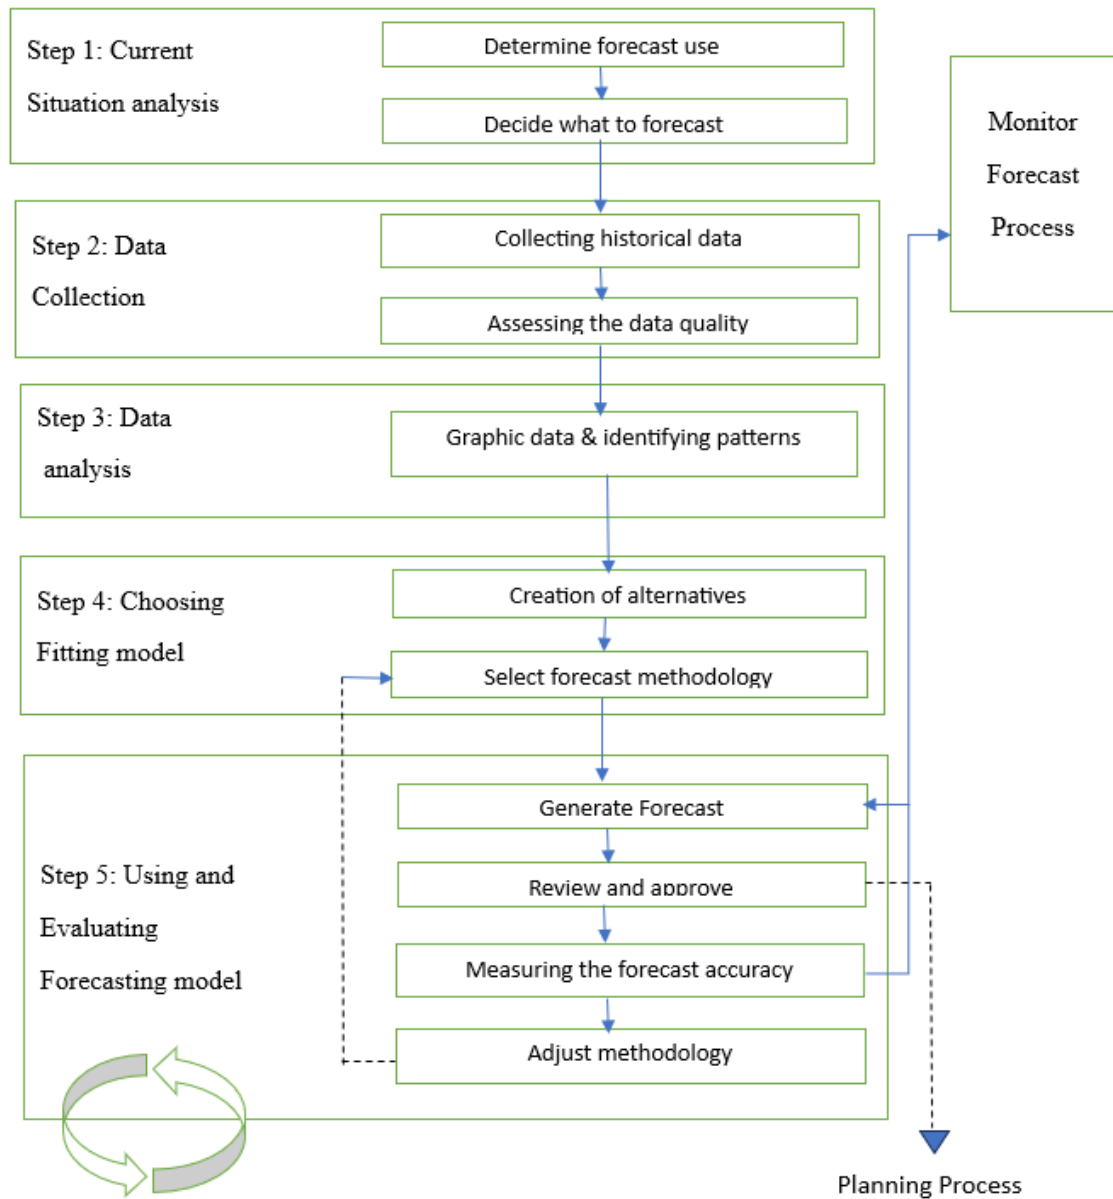 Step 1: Current
Situation analysis
Determine forecast use
Decide what to forecast
Monitor
Forecast
Process
Step 2: Data
Collection
Collecting historical data
Assessing the data quality
Step 3: Data
analysis
Graphic data & identifying patterns
Step 4: Choosing
Fitting model
Creation of alternatives
Select forecast methodology
Step 5: Using and
Evaluating
Forecasting model
Generate Forecast
Review and approve
Measuring the forecast accuracy
Adjust methodology
Planning Process